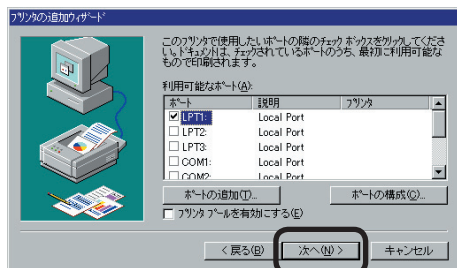 プリンタの追加ウィザード
このプリンタで使用したいポートの隣のチェック ボックスをクリックしてくださ
い。ドキュメントは、チェックされているポートのうち、最初に利用可能な
もので印刷されます。
利用可能なポート(A):
ポート 説明 プリンタ
LPT1: Local Port
LPT2: Local Port
LPT3: Local Port
COM1: Local Port
COM2: Local Port
ポートの追加(T)... ポートの構成(C)...
プリンタ プールを有効にする(E)
< 戻る(B) 次へ(N) > キャンセル